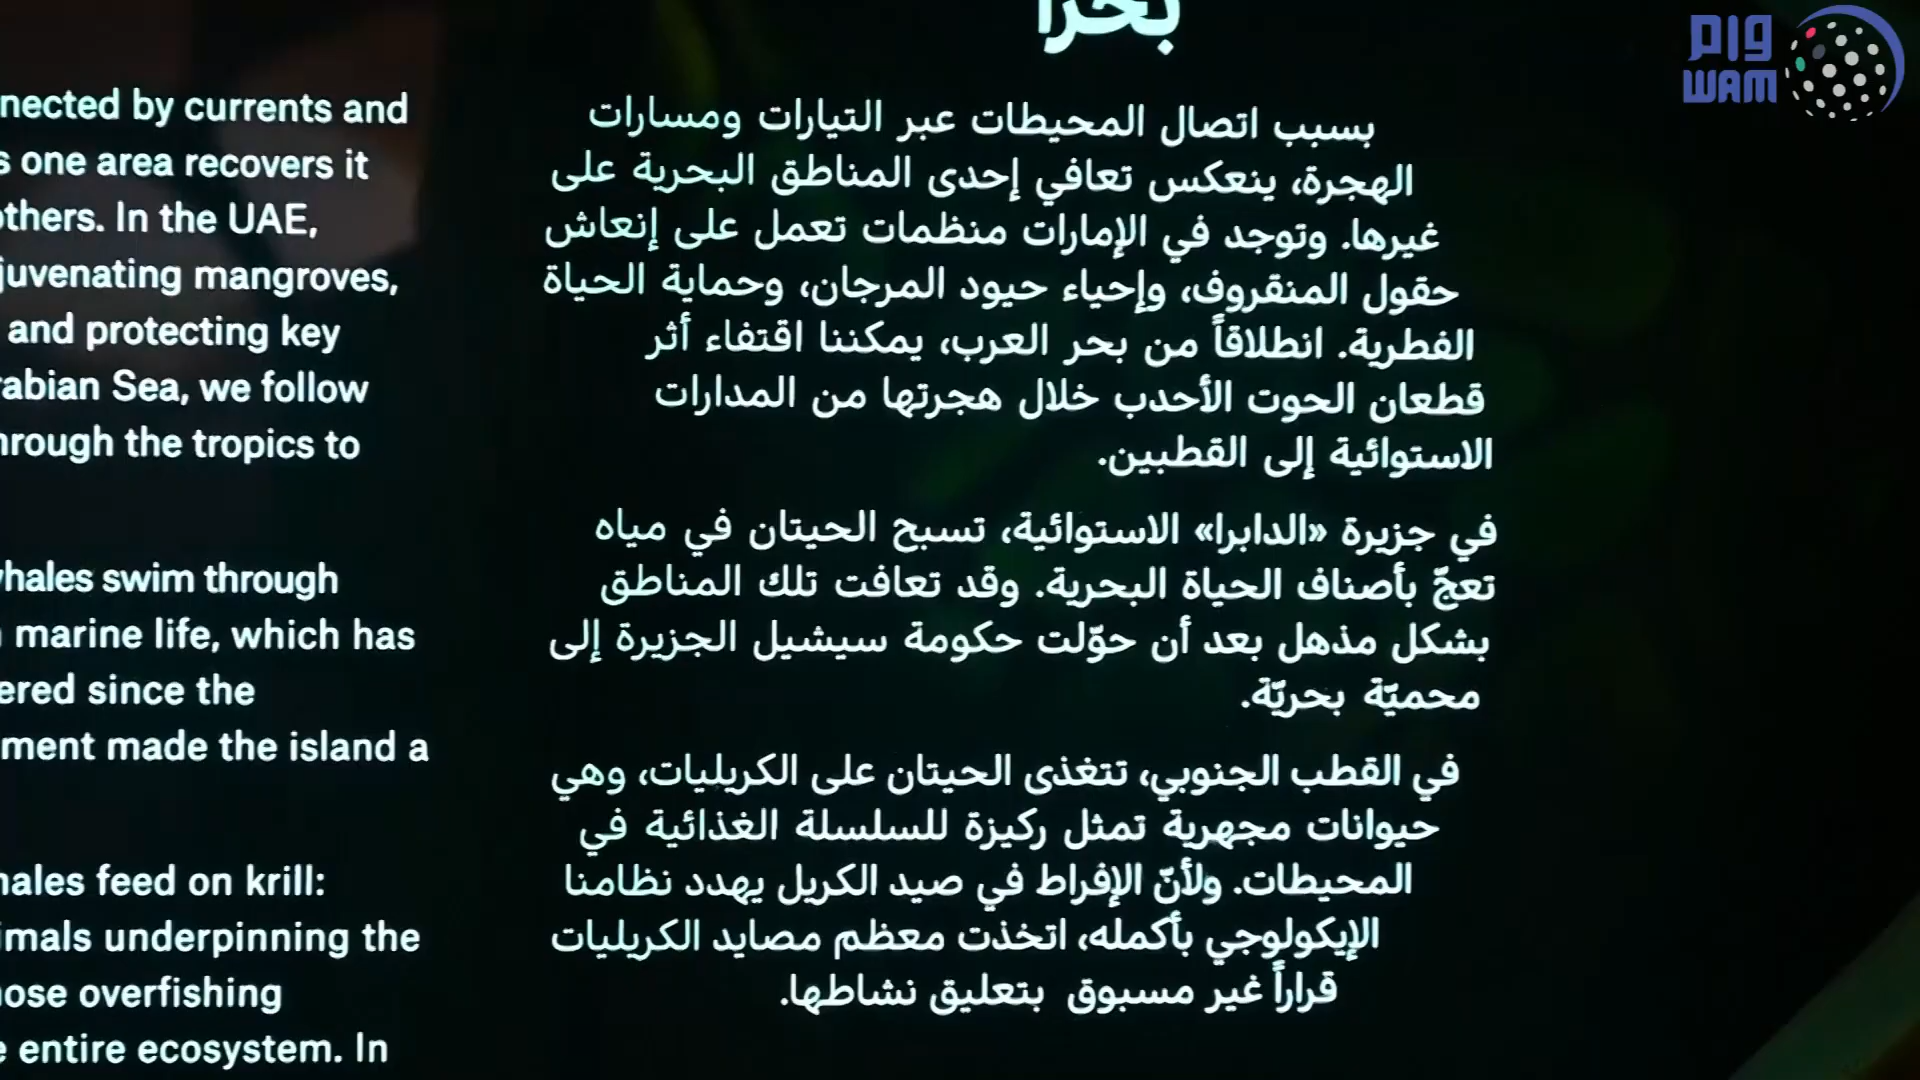 بحراً
nected by currents and
one area recovers it
others. In the UAE,
juvenating mangroves,
and protecting key
abian Sea, we follow
hrough the tropics to
hales swim through
marine life, which has
ered since the
ment made the island a
ales feed on krill:
imals underpinning the
ose overfishing
entire ecosystem. In
بسبب اتصال المحيطات عبر التيارات ومسارات
الهجرة، ينعكس تعافي إحدى المناطق البحرية على
غيرها. وتوجد في الإمارات منظمات تعمل على إنعاش
حقول المنقروف، وإحياء حيود المرجان، وحماية الحياة
الفطرية. انطلاقاً من بحر العرب، يمكننا اقتفاء أثر
قطعان الحوت الأحدب خلال هجرتها من المدارات
الاستوائية إلى القطبين.
في جزيرة «الدابرا» الاستوائية، تسبح الحيتان في مياه
تعجّ بأصناف الحياة البحرية. وقد تعافت تلك المناطق
بشكل مذهل بعد أن حوّلت حكومة سيشيل الجزيرة إلى
محميّة بحريّة.
في القطب الجنوبي، تتغذى الحيتان على الكريليات، وهي
حيوانات مجهرية تمثل ركيزة للسلسلة الغذائية في
المحيطات. ولأنّ الإفراط في صيد الكريل يهدد نظامنا
الإيكولوجي بأكمله، اتخذت معظم مصايد الكريليات
قراراً غير مسبوق بتعليق نشاطها.
وام
WAM